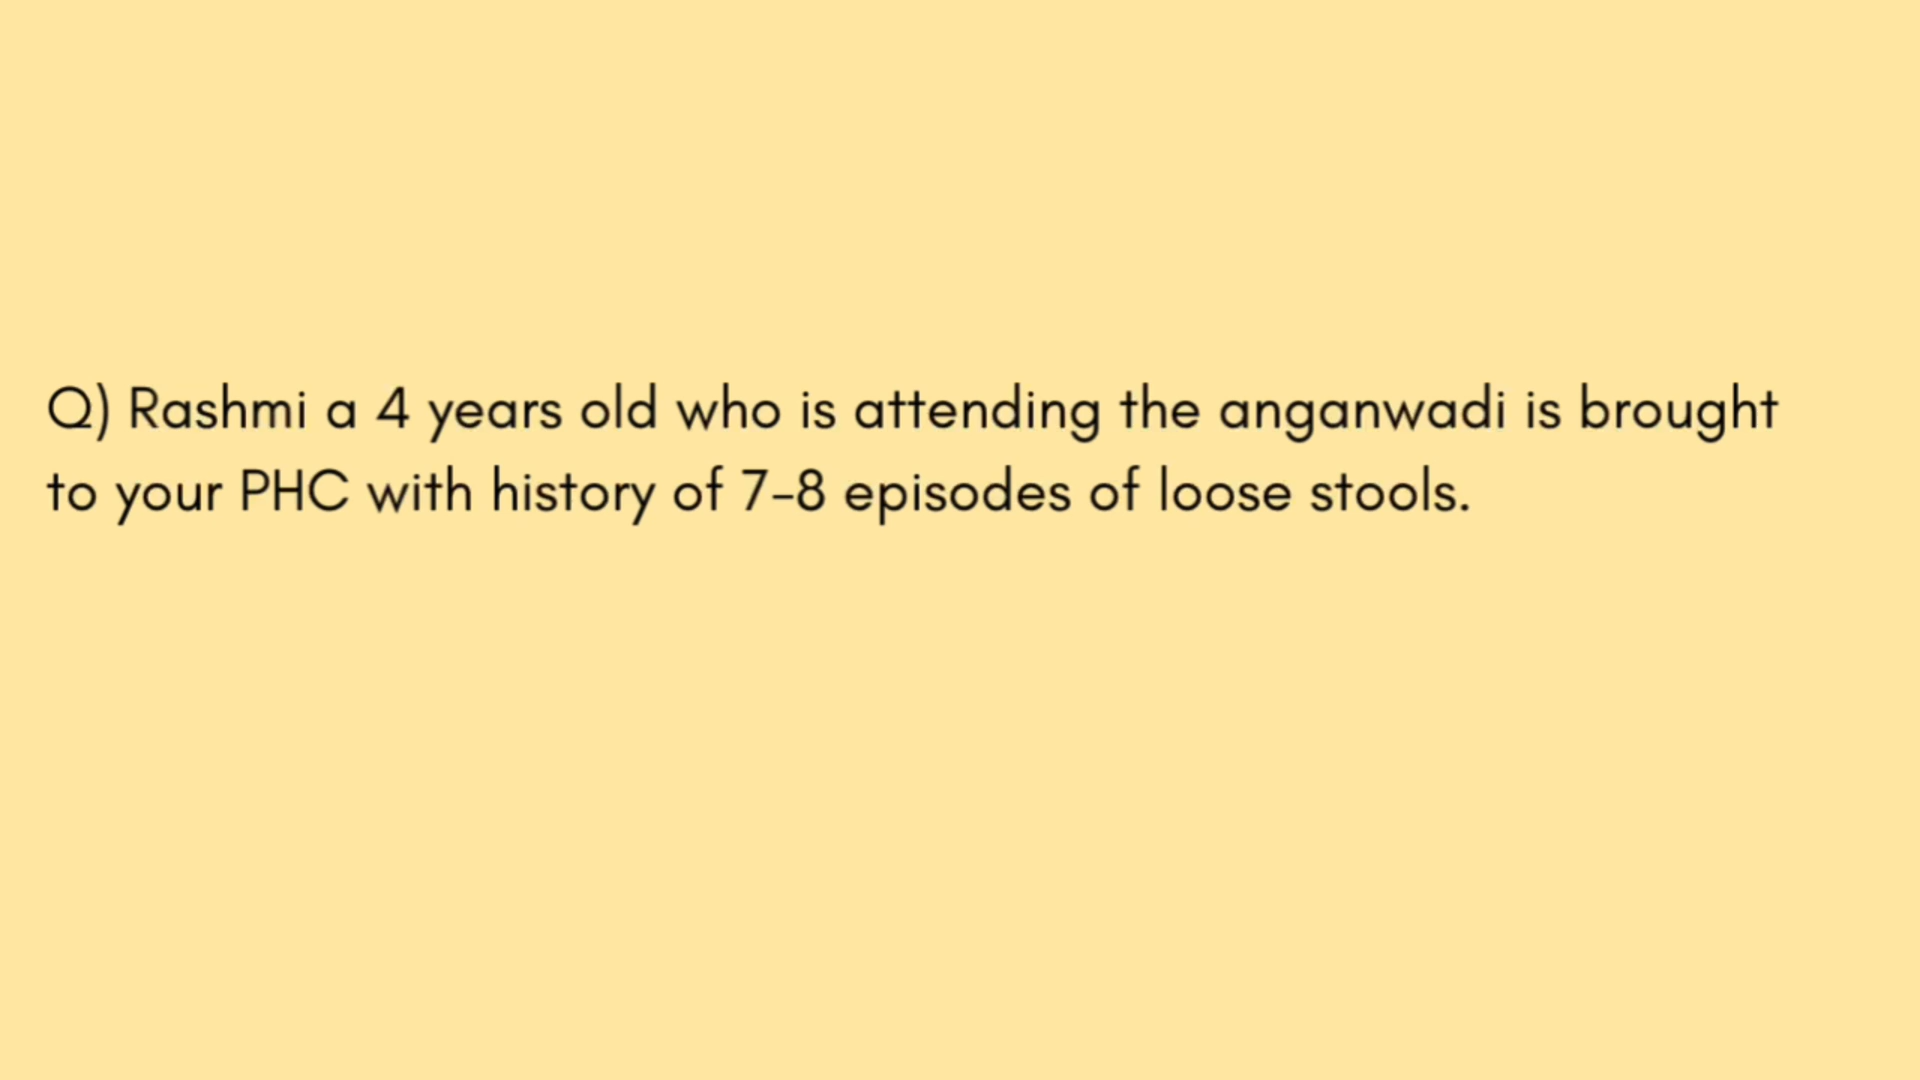 Q) Rashmi a 4 years old who is attending the anganwadi is brought
to your PHC with history of 7-8 episodes of loose stools.